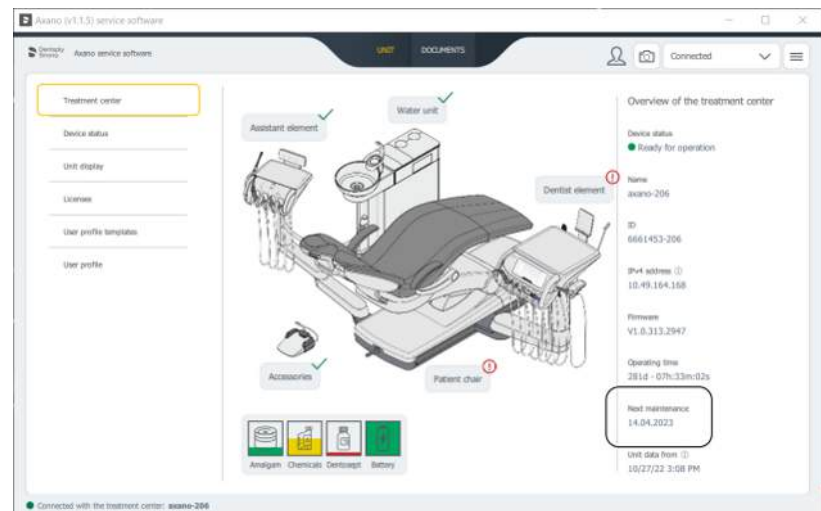 Axano (v1.1.5) service software
Dentsply
Sirona
Axano service software
UNIT
DOCUMENTS
Connected
Treatment center
Device status
Unit display
Licenses
User profile templates
User profile
Assistant element
Water unit
Dentist element
Accessories
Patient chair
Amalgam
Chemicals
Dentosept
Battery
Overview of the treatment center
Device status
Ready for operation
Name
axano-206
ID
6661453-206
IPv4 address
10.49.164.168
Firmware
V1.0.313.2947
Operating time
281d - 07h:33m:02s
Next maintenance
14.04.2023
Unit data from
10/27/22 3:08 PM
Connected with the treatment center: axano-206